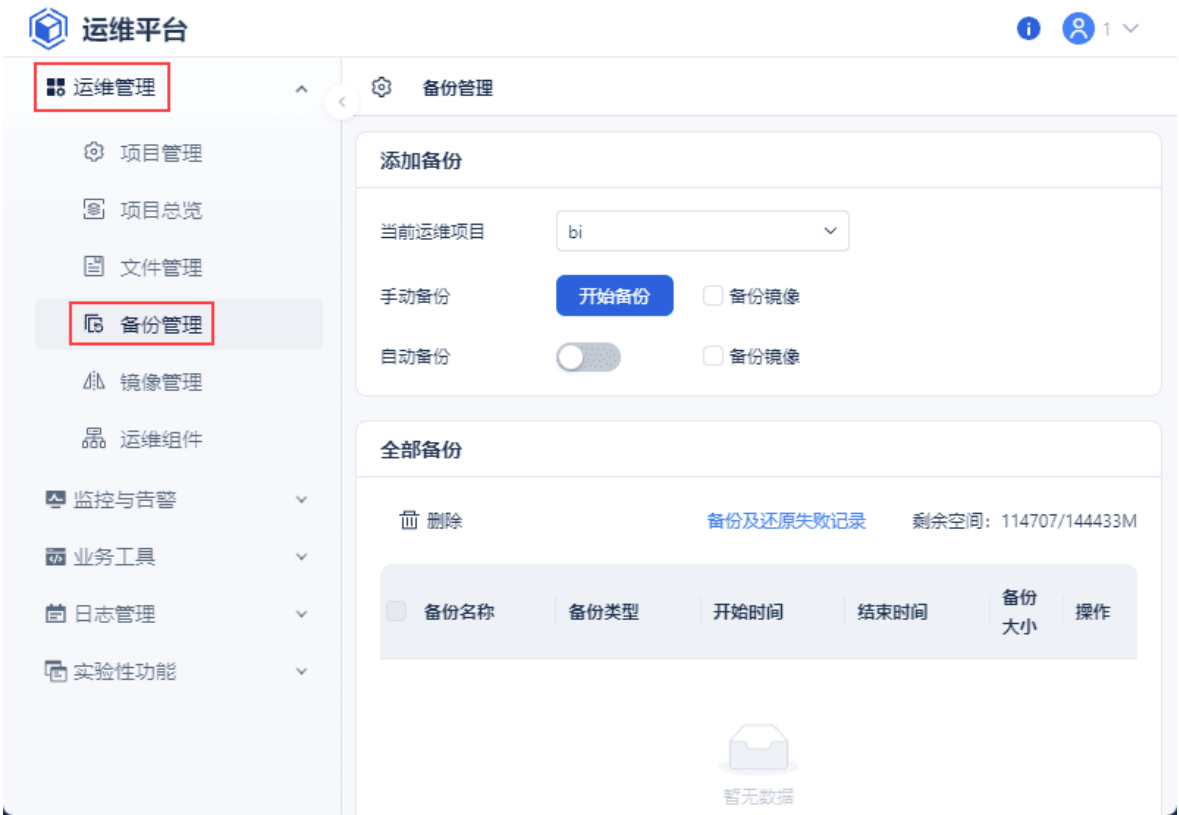 运维平台
1
运维管理
项目管理
项目总览
文件管理
备份管理
镜像管理
运维组件
监控与告警
业务工具
日志管理
实验性功能
备份管理
添加备份
当前运维项目 bi
手动备份 开始备份 备份镜像
自动备份 备份镜像
全部备份
删除 备份及还原失败记录 剩余空间：114707/144433M
备份名称 备份类型 开始时间 结束时间 备份大小 操作
暂无数据